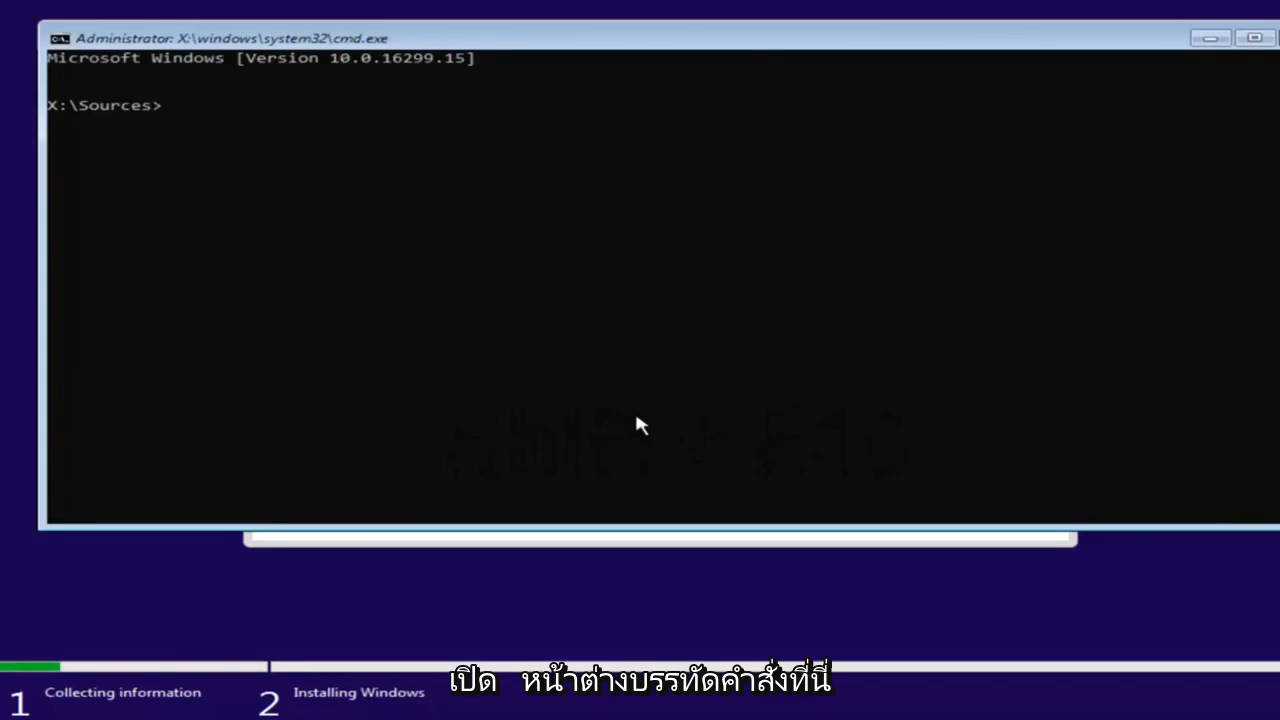 Administrator: X:\windows\system32\cmd.exe
Microsoft Windows [Version 10.0.16299.15]
X:\Sources>
เปิด หน้าต่างบรรทัดคำสั่งที่นี่
1 Collecting information 2 Installing Windows